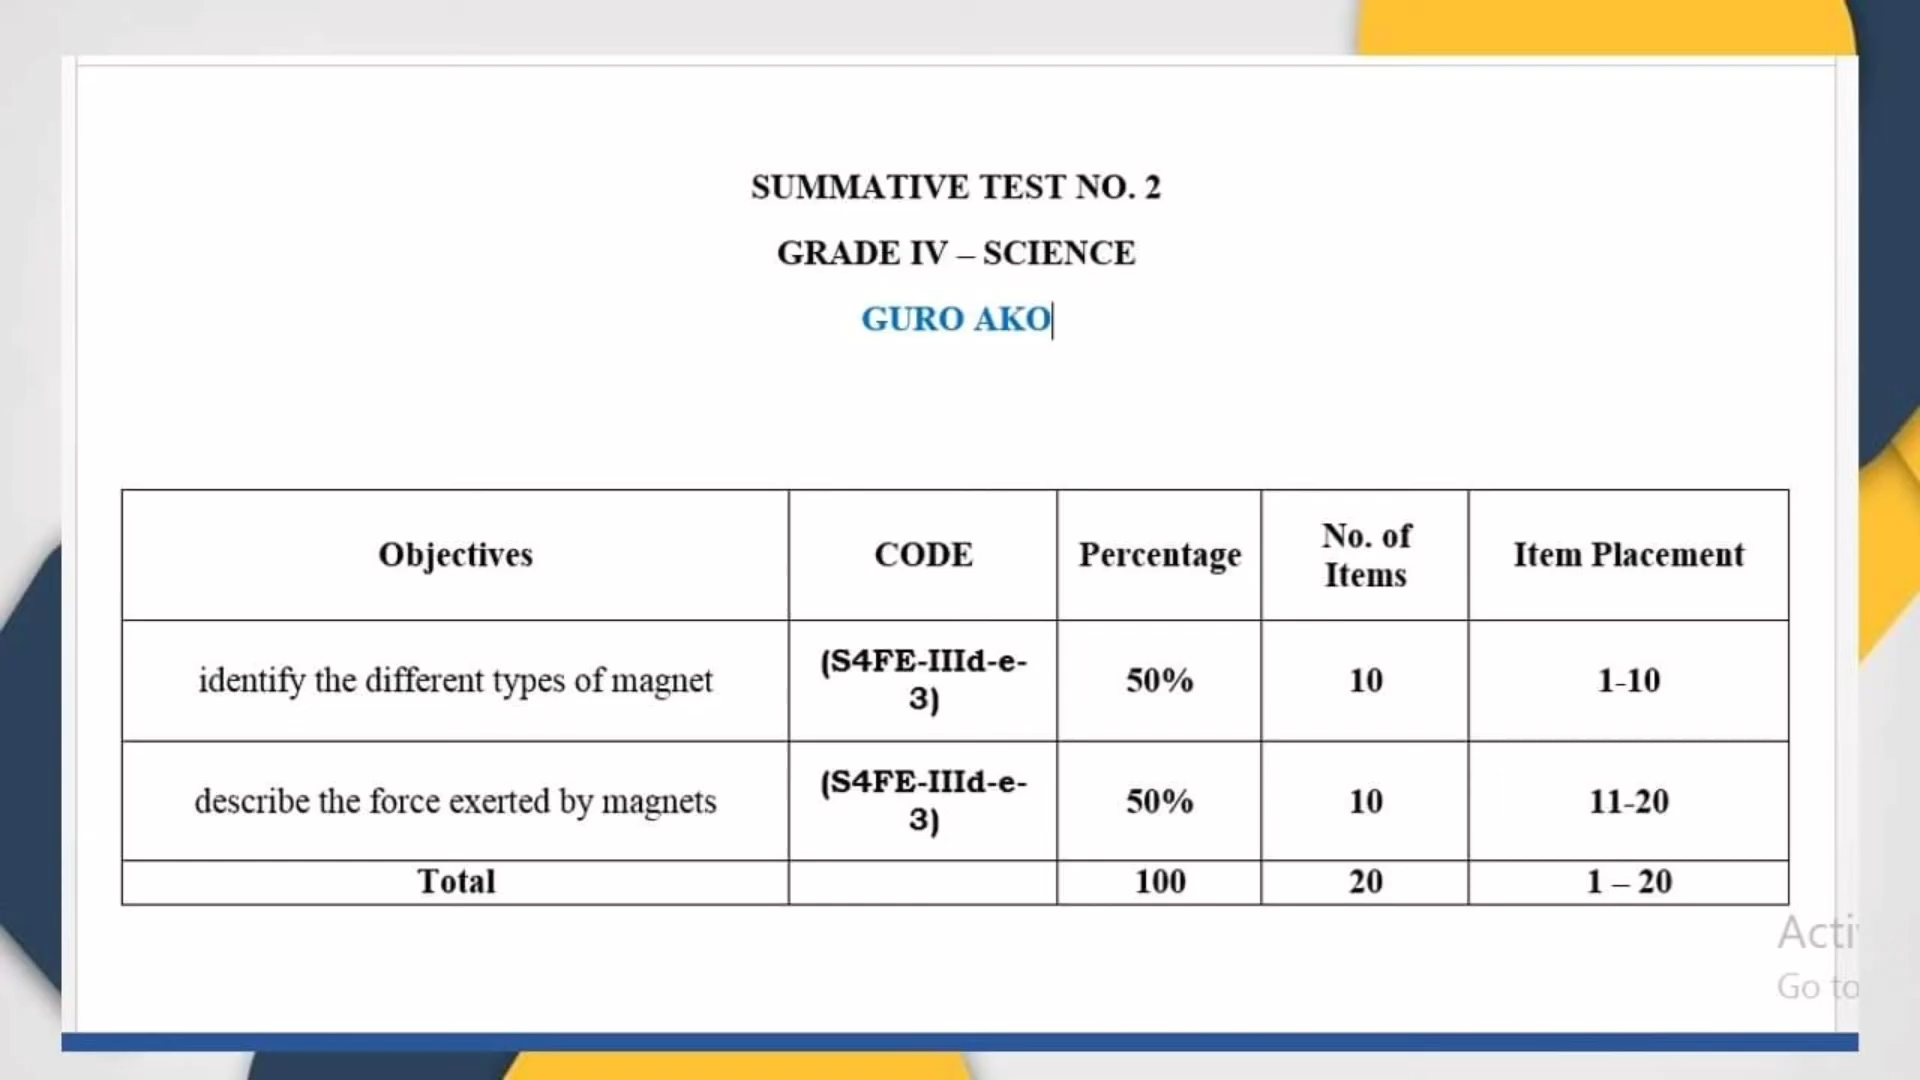 SUMMATIVE TEST NO. 2
GRADE IV – SCIENCE
GURO AKO
Objectives CODE Percentage No. of Items Item Placement
identify the different types of magnet (S4FE-IIId-e-3) 50% 10 1-10
describe the force exerted by magnets (S4FE-IIId-e-3) 50% 10 11-20
Total 100 20 1 – 20
Go to